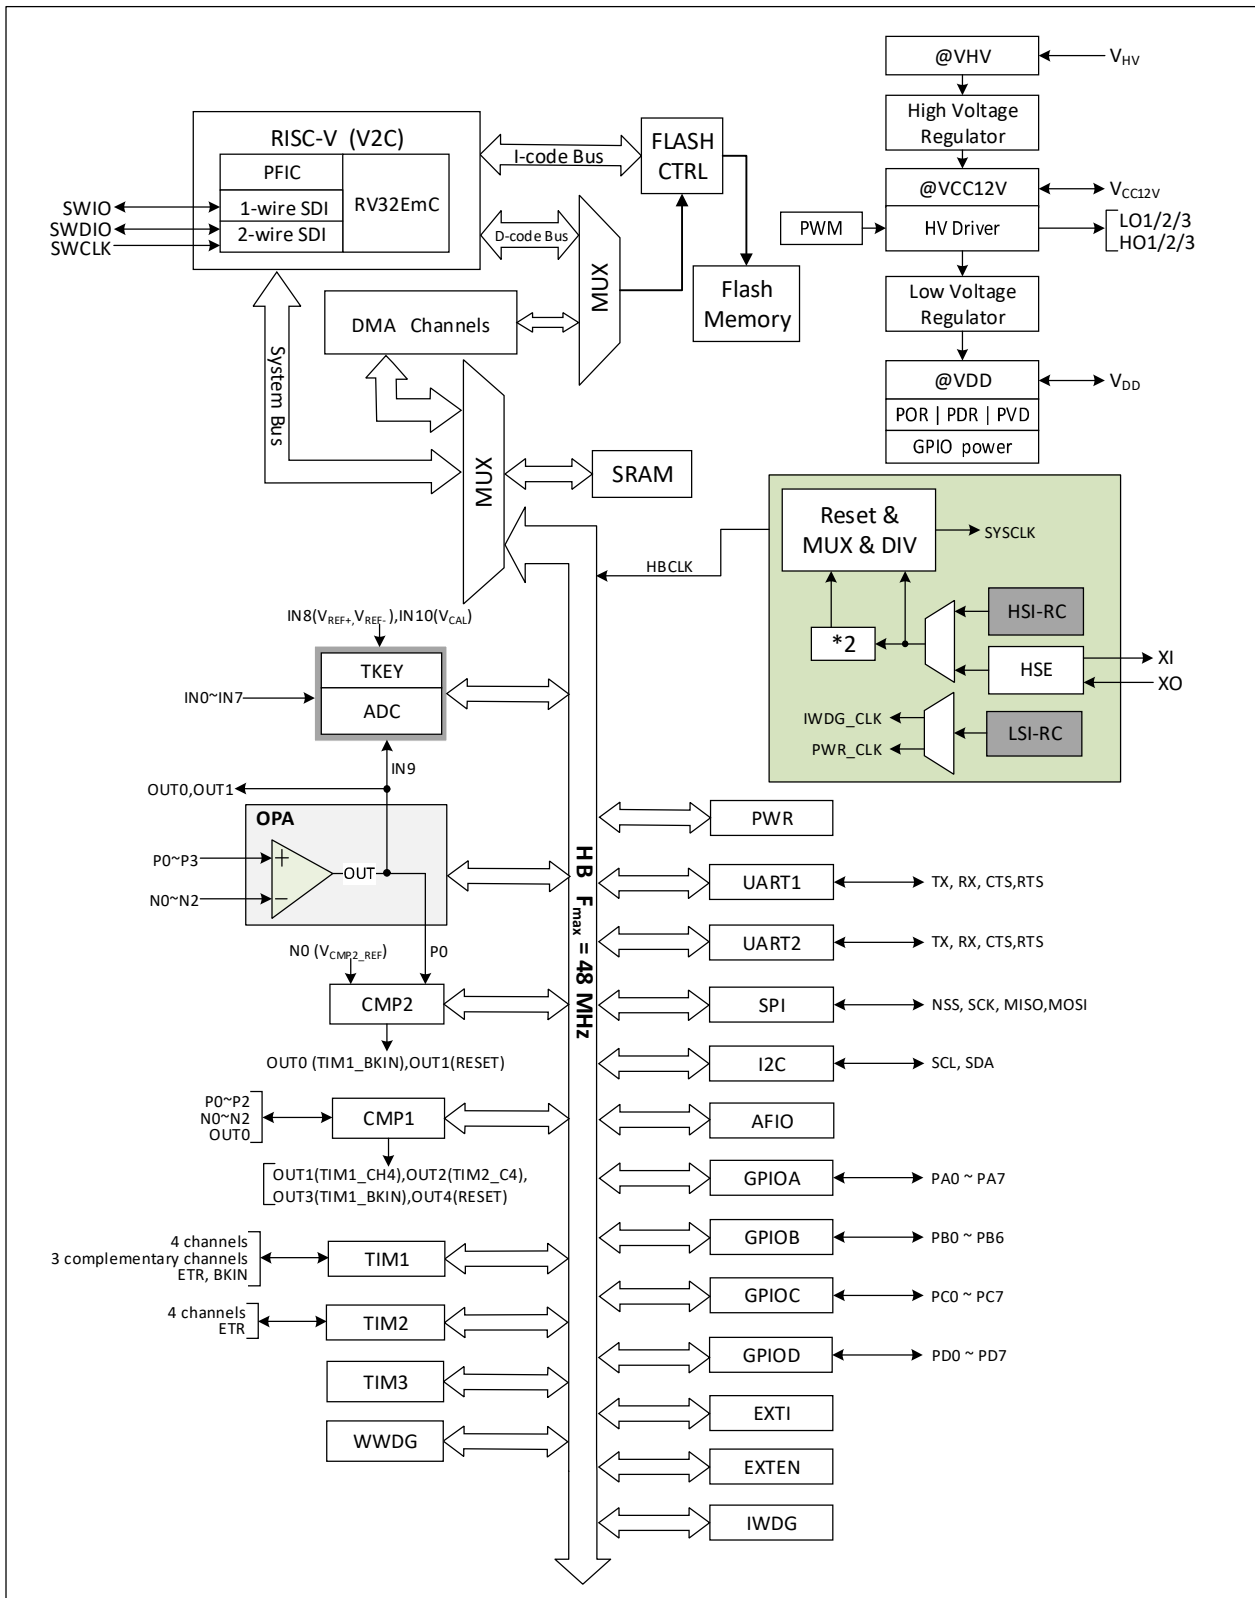 @VHV
V_HV
High Voltage
Regulator
RISC-V (V2C)
PFIC
1-wire SDI
2-wire SDI
RV32EmC
SWIO
SWDIO
SWCLK
I-code Bus
FLASH
CTRL
D-code Bus
MUX
Flash
Memory
DMA Channels
System Bus
MUX
SRAM
@VCC12V
V_CC12V
PWM
HV Driver
LO1/2/3
HO1/2/3
Low Voltage
Regulator
@VDD
V_DD
POR | PDR | PVD
GPIO power
Reset &
MUX & DIV
SYSCLK
HBCLK
HSI-RC
*2
HSE
XI
XO
IWDG_CLK
PWR_CLK
LSI-RC
IN8(V_REF+,V_REF-),IN10(V_CAL)
TKEY
ADC
IN0~IN7
IN9
OUT0,OUT1
OPA
P0~P3
+
OUT
N0~N2
−
N0 (V_CMP2_REF)
P0
CMP2
OUT0 (TIM1_BKIN),OUT1(RESET)
P0~P2
N0~N2
OUT0
CMP1
OUT1(TIM1_CH4),OUT2(TIM2_C4),
OUT3(TIM1_BKIN),OUT4(RESET)
4 channels
3 complementary channels
ETR, BKIN
TIM1
4 channels
ETR
TIM2
TIM3
WWDG
HB F_max = 48 MHz
PWR
UART1
TX, RX, CTS,RTS
UART2
TX, RX, CTS,RTS
SPI
NSS, SCK, MISO,MOSI
I2C
SCL, SDA
AFIO
GPIOA
PA0 ~ PA7
GPIOB
PB0 ~ PB6
GPIOC
PC0 ~ PC7
GPIOD
PD0 ~ PD7
EXTI
EXTEN
IWDG